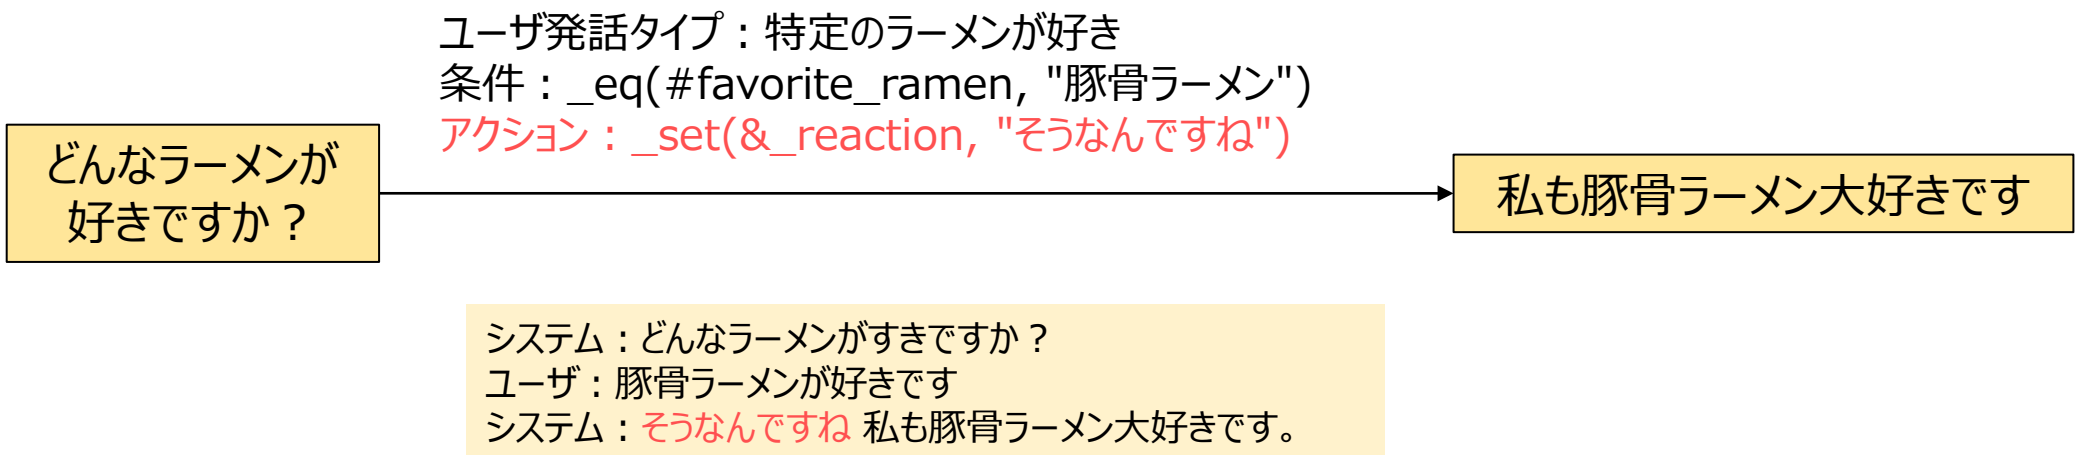 ユーザ発話タイプ：特定のラーメンが好き
条件：_eq(#favorite_ramen, "豚骨ラーメン")
アクション：_set(&_reaction, "そうなんですね")
どんなラーメンが
好きですか？
私も豚骨ラーメン大好きです
システム：どんなラーメンがすきですか？
ユーザ：豚骨ラーメンが好きです
システム：そうなんですね 私も豚骨ラーメン大好きです。